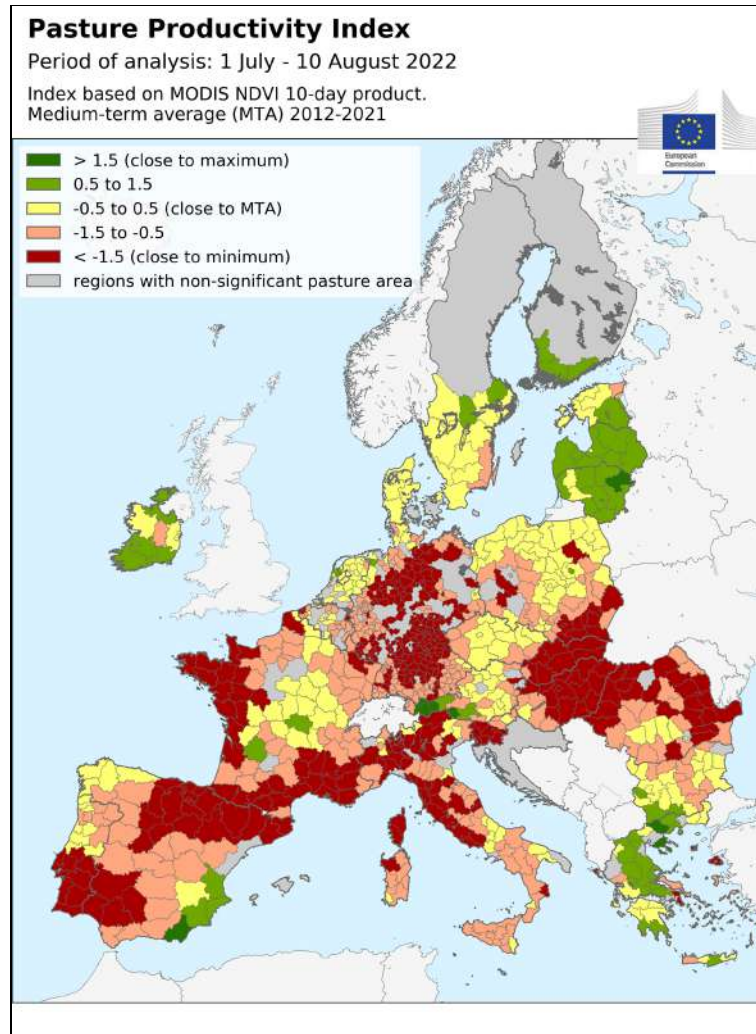 Pasture Productivity Index
Period of analysis: 1 July - 10 August 2022
Index based on MODIS NDVI 10-day product.
Medium-term average (MTA) 2012-2021
European
Commission
> 1.5 (close to maximum)
0.5 to 1.5
-0.5 to 0.5 (close to MTA)
-1.5 to -0.5
< -1.5 (close to minimum)
regions with non-significant pasture area